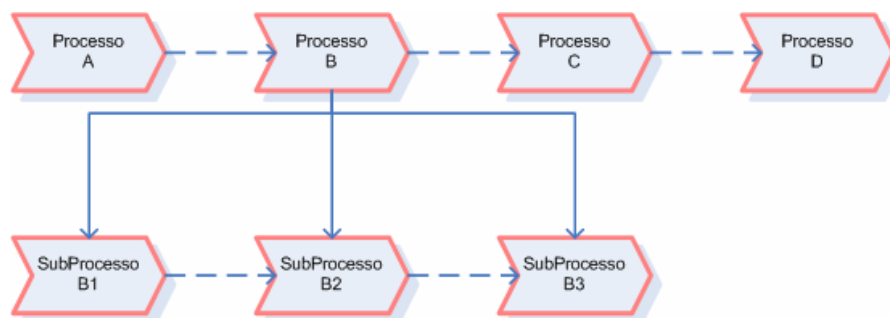 Processo
A
Processo
B
Processo
C
Processo
D
SubProcesso
B1
SubProcesso
B2
SubProcesso
B3